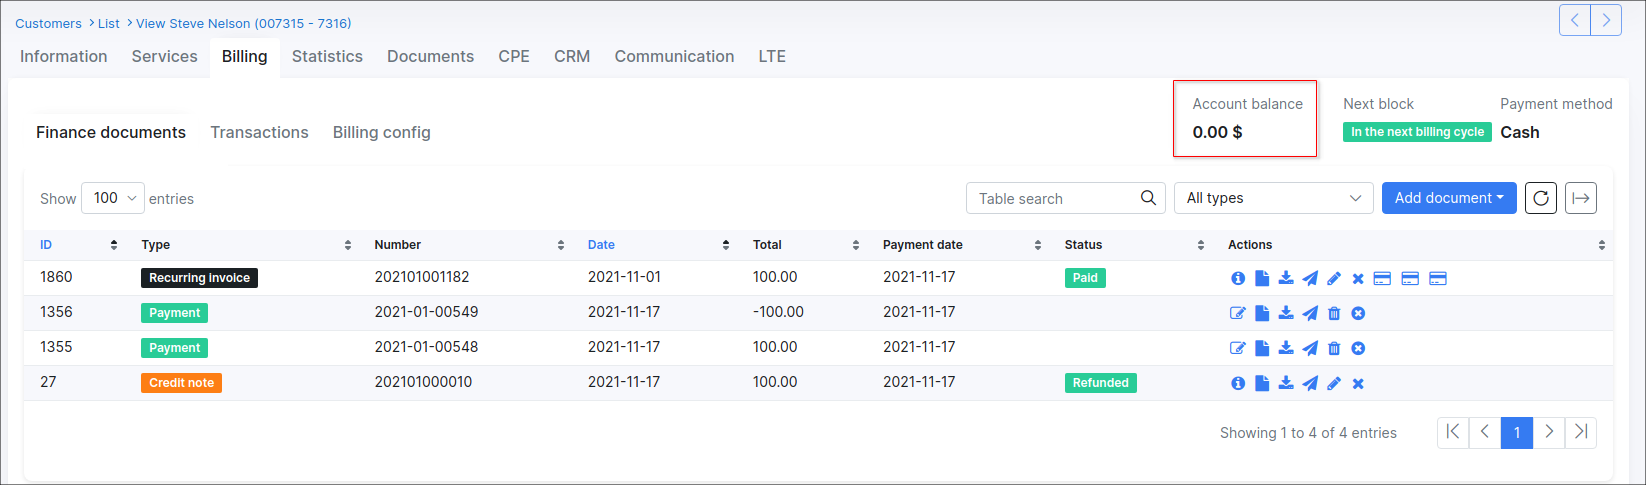 Customers > List > View Steve Nelson (007315 - 7316)
Information Services Billing Statistics Documents CPE CRM Communication LTE
Account balance Next block Payment method
0.00 $ In the next billing cycle Cash
Finance documents Transactions Billing config
Show 100 entries Table search All types Add document
ID Type Number Date Total Payment date Status Actions
1860 Recurring invoice 202101001182 2021-11-01 100.00 2021-11-17 Paid
1356 Payment 2021-01-00549 2021-11-17 -100.00 2021-11-17
1355 Payment 2021-01-00548 2021-11-17 100.00 2021-11-17
27 Credit note 202101000010 2021-11-17 100.00 2021-11-17 Refunded
Showing 1 to 4 of 4 entries 1